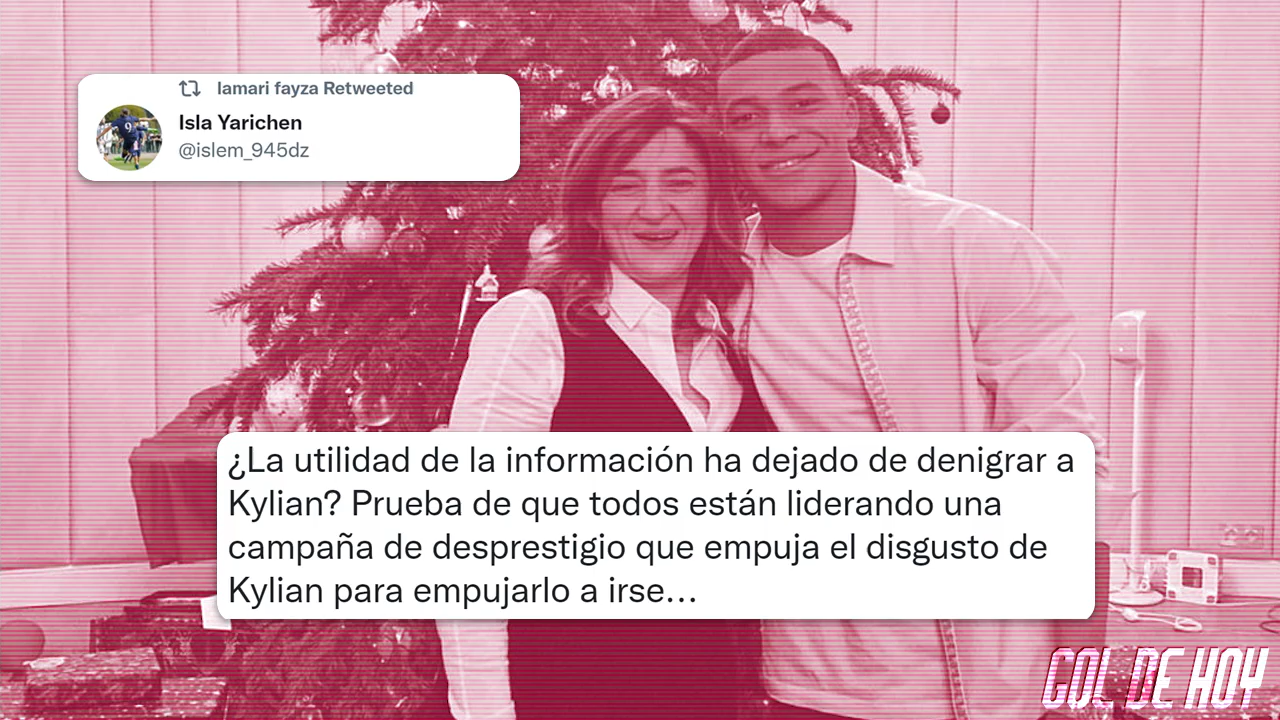 lamari fayza Retweeted
Isla Yarichen
@islem_945dz
¿La utilidad de la información ha dejado de denigrar a
Kylian? Prueba de que todos están liderando una
campaña de desprestigio que empuja el disgusto de
Kylian para empujarlo a irse...
GOL DE HOY